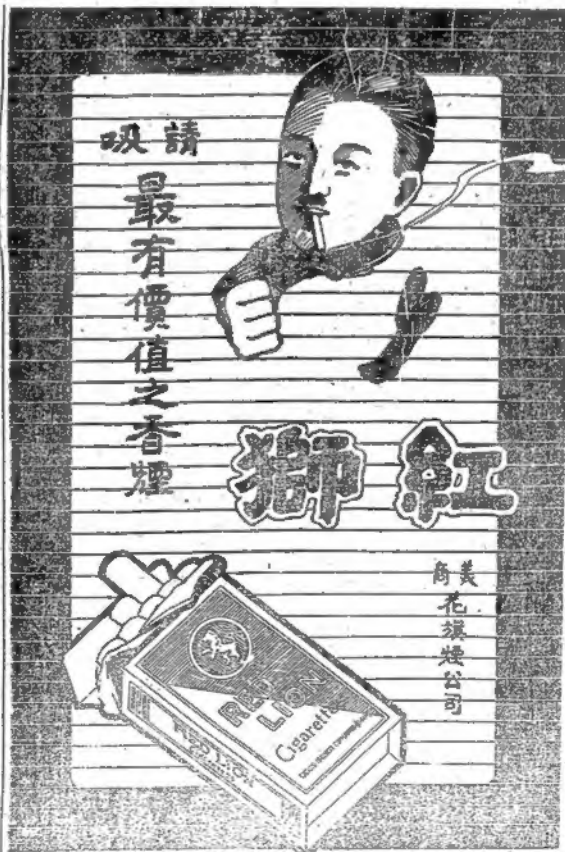 請吸
最有價值之香煙
紅獅
美商
花旗煙公司
RED
LION
Cigarettes
RED LION